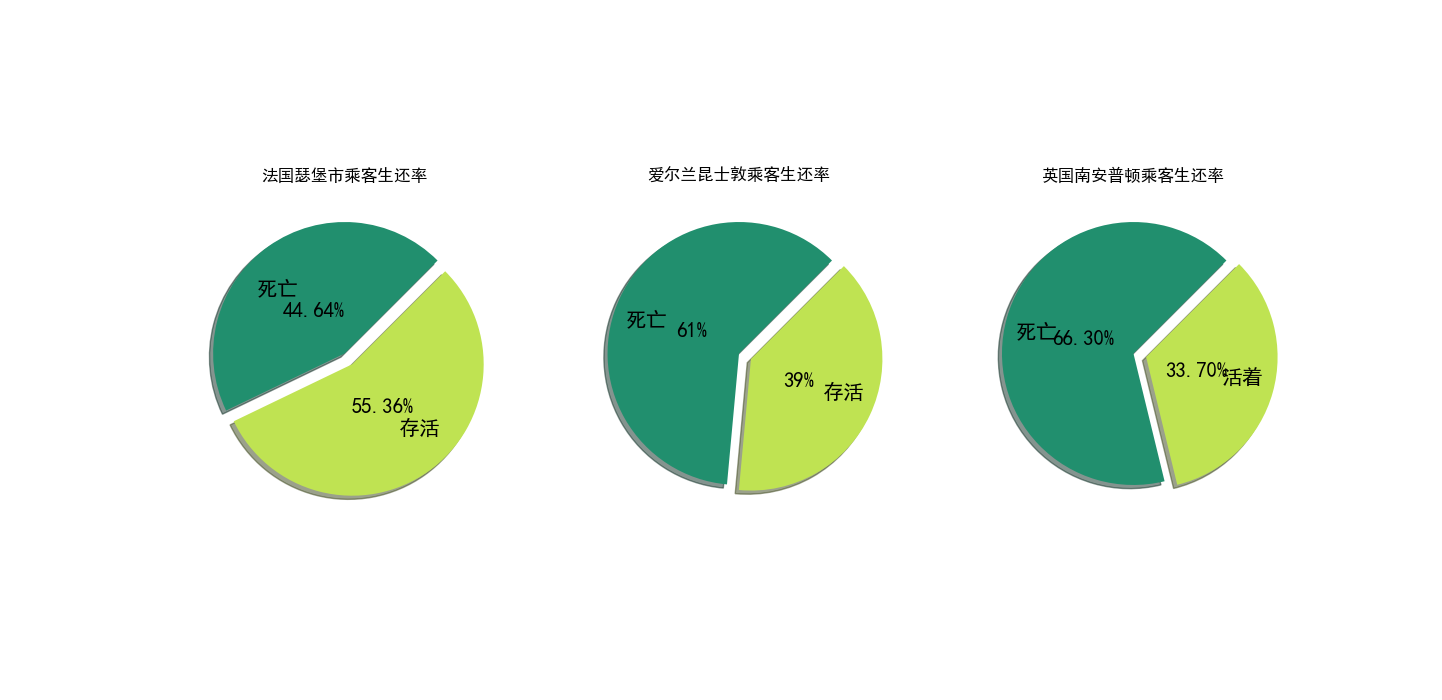 法国瑟堡市乘客生还率
死亡
44.64%
55.36%
存活
爱尔兰昆士敦乘客生还率
死亡
61%
39%
存活
英国南安普顿乘客生还率
死亡
66.30%
33.70%
活着